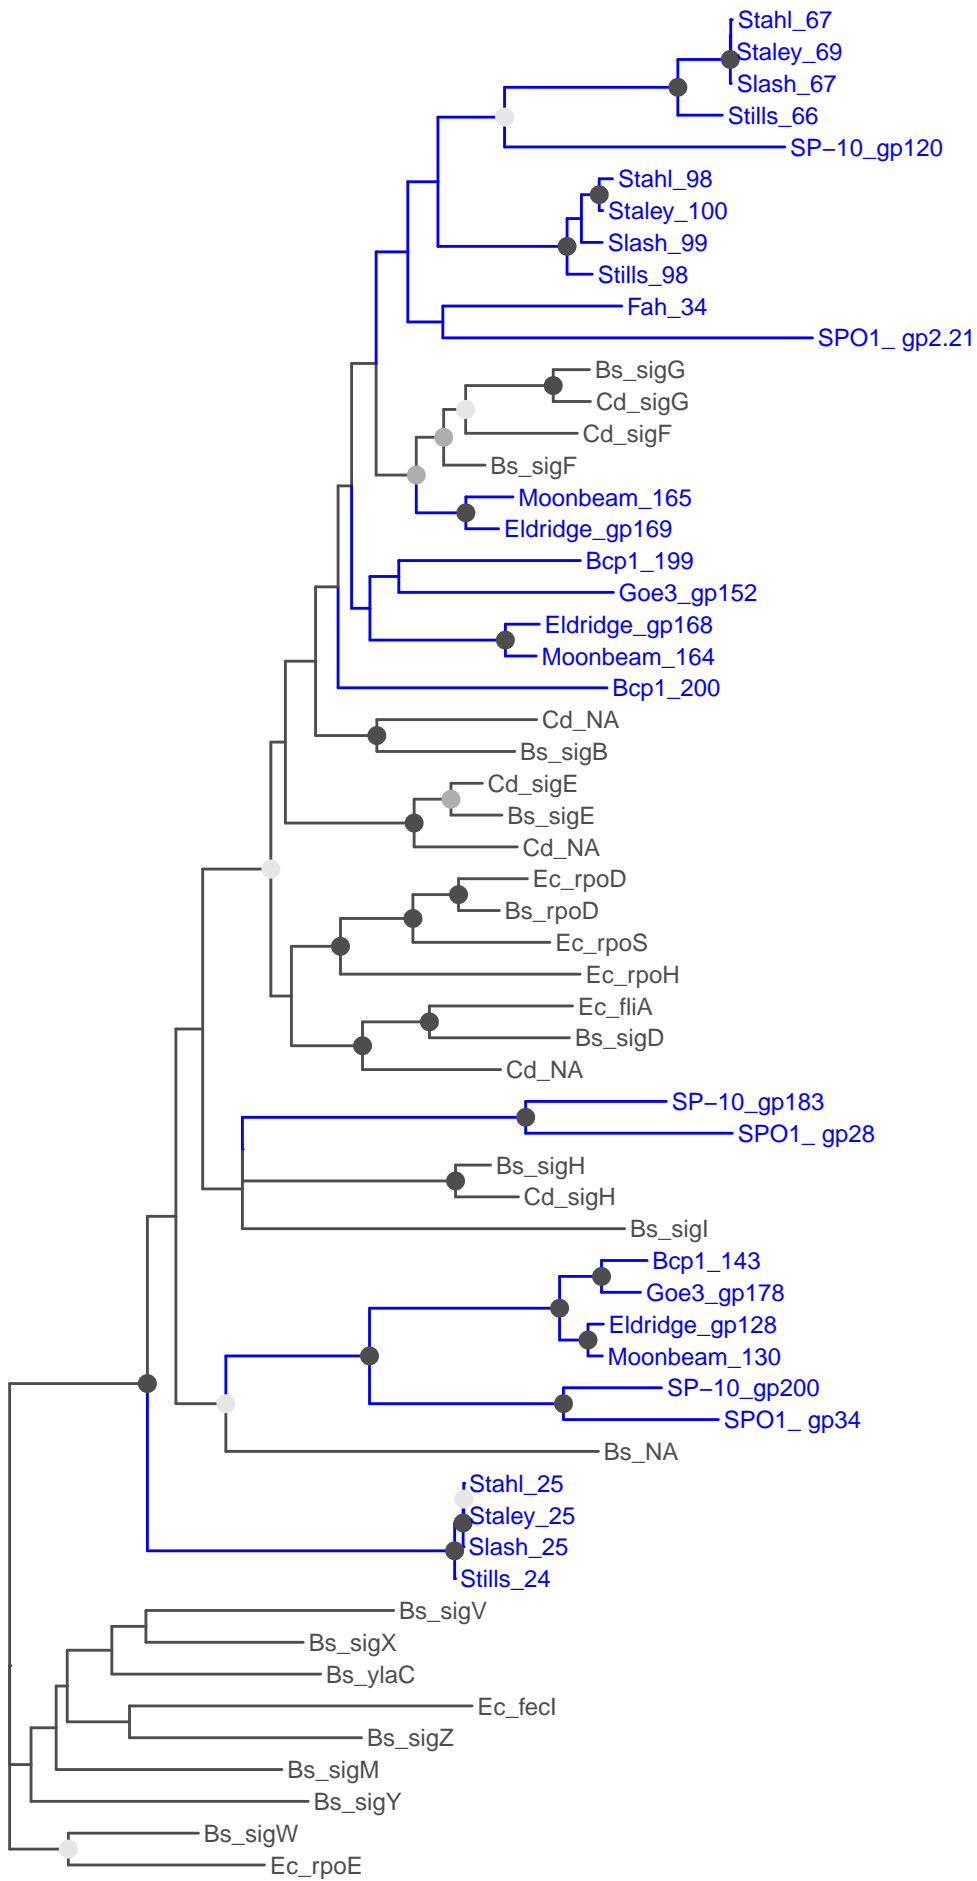 Stahl_67
Staley_69
Slash_67
Stills_66
SP−10_gp120
Stahl_98
Staley_100
Slash_99
Stills_98
Fah_34
SPO1_ gp2.21
Bs_sigG
Cd_sigG
Cd_sigF
Bs_sigF
Moonbeam_165
Eldridge_gp169
Bcp1_199
Goe3_gp152
Eldridge_gp168
Moonbeam_164
Bcp1_200
Cd_NA
Bs_sigB
Cd_sigE
Bs_sigE
Cd_NA
Ec_rpoD
Bs_rpoD
Ec_rpoS
Ec_rpoH
Ec_fliA
Bs_sigD
Cd_NA
SP−10_gp183
SPO1_ gp28
Bs_sigH
Cd_sigH
Bs_sigI
Bcp1_143
Goe3_gp178
Eldridge_gp128
Moonbeam_130
SP−10_gp200
SPO1_ gp34
Bs_NA
Stahl_25
Staley_25
Slash_25
Stills_24
Bs_sigV
Bs_sigX
Bs_ylaC
Ec_fecI
Bs_sigZ
Bs_sigM
Bs_sigY
Bs_sigW
Ec_rpoE